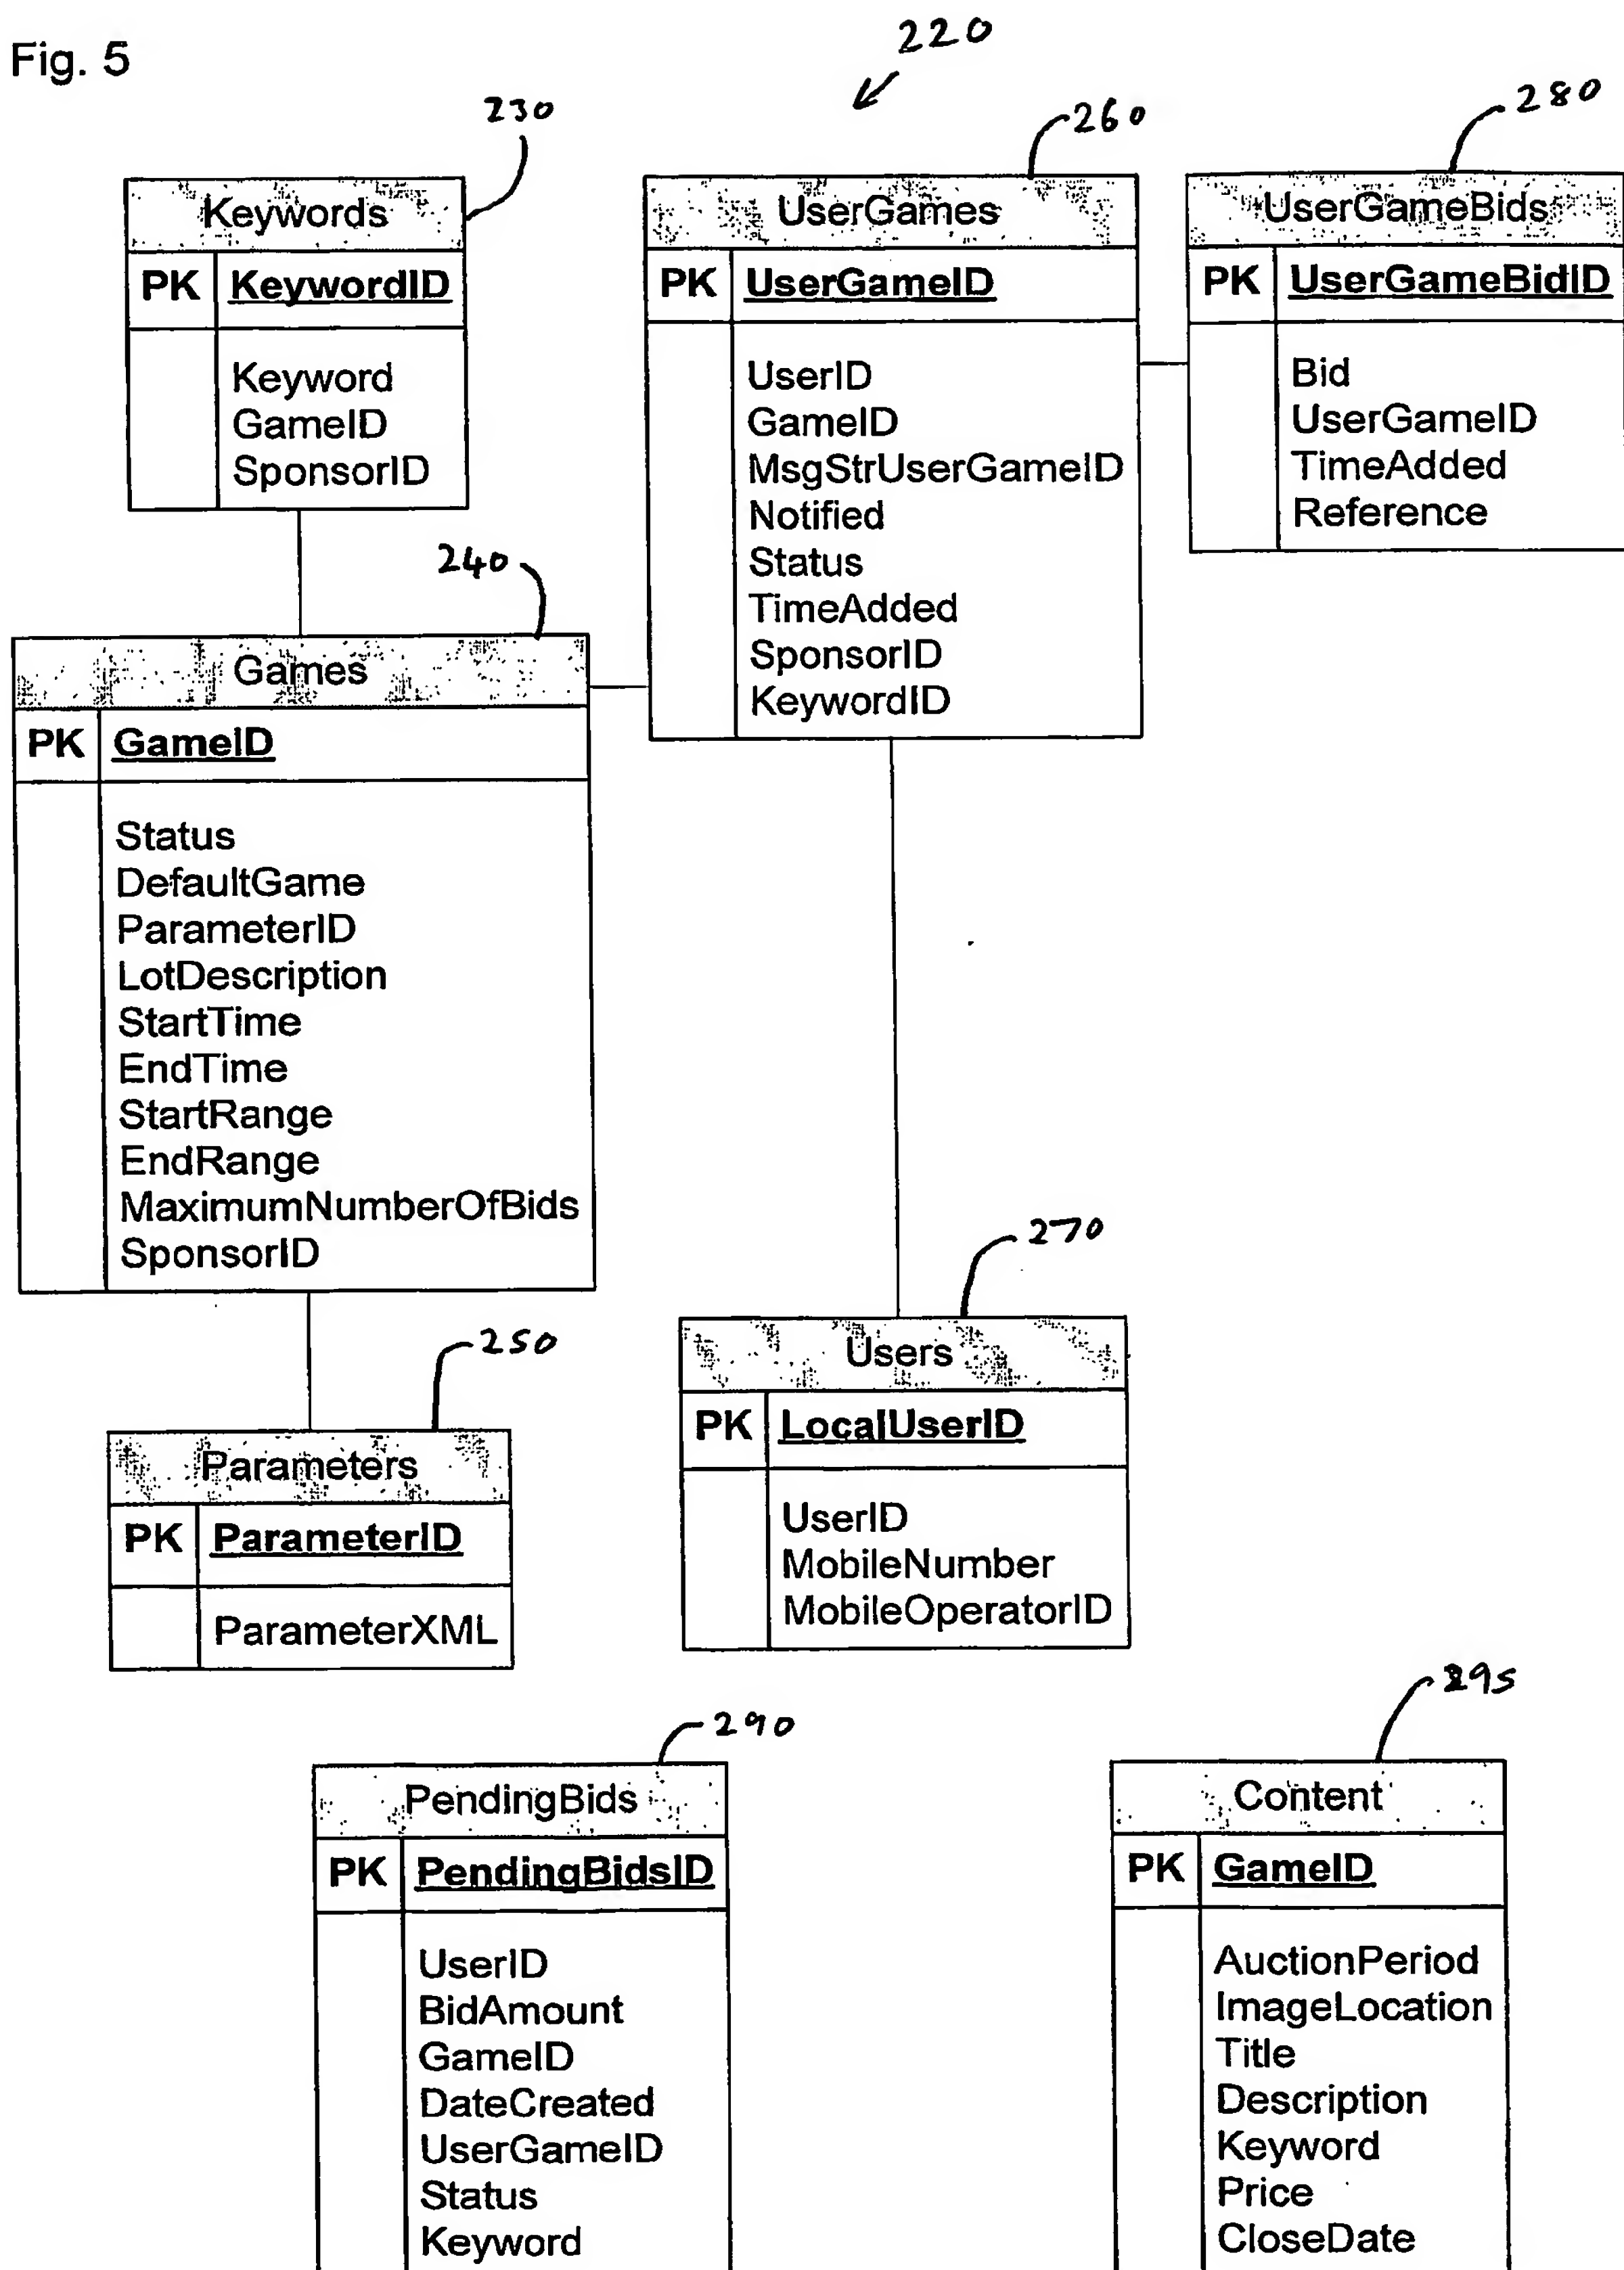 Fig. 5
220
230
Keywords
PK KeywordID
Keyword
GameID
SponsorID
260
UserGames
PK UserGameID
UserID
GameID
MsgStrUserGameID
Notified
Status
TimeAdded
SponsorID
KeywordID
280
UserGameBids
PK UserGameBidID
Bid
UserGameID
TimeAdded
Reference
240
Games
PK GameID
Status
DefaultGame
ParameterID
LotDescription
StartTime
EndTime
StartRange
EndRange
MaximumNumberOfBids
SponsorID
250
Parameters
PK ParameterID
ParameterXML
270
Users
PK LocalUserID
UserID
MobileNumber
MobileOperatorID
290
PendingBids
PK PendingBidsID
UserID
BidAmount
GameID
DateCreated
UserGameID
Status
Keyword
295
Content
PK GameID
AuctionPeriod
ImageLocation
Title
Description
Keyword
Price
CloseDate